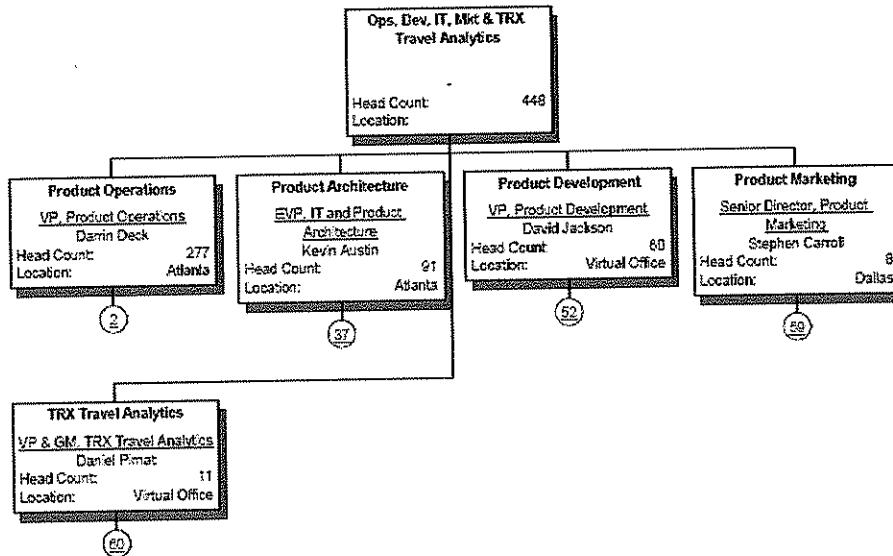 Ops, Dev, IT, Mkt & TRX
Travel Analytics
-
Head Count: 448
Location:
Product Operations
VP, Product Operations
Darrin Deck
Head Count: 277
Location: Atlanta
2
Product Architecture
EVP, IT and Product
Architecture
Kevin Austin
Head Count: 91
Location: Atlanta
37
Product Development
VP, Product Development
David Jackson
Head Count: 60
Location: Virtual Office
52
Product Marketing
Senior Director, Product
Marketing
Stephen Carroll
Head Count: 8
Location: Dallas
59
TRX Travel Analytics
VP & GM, TRX Travel Analytics
Daniel
Head Count: 11
Location: Virtual Office
60